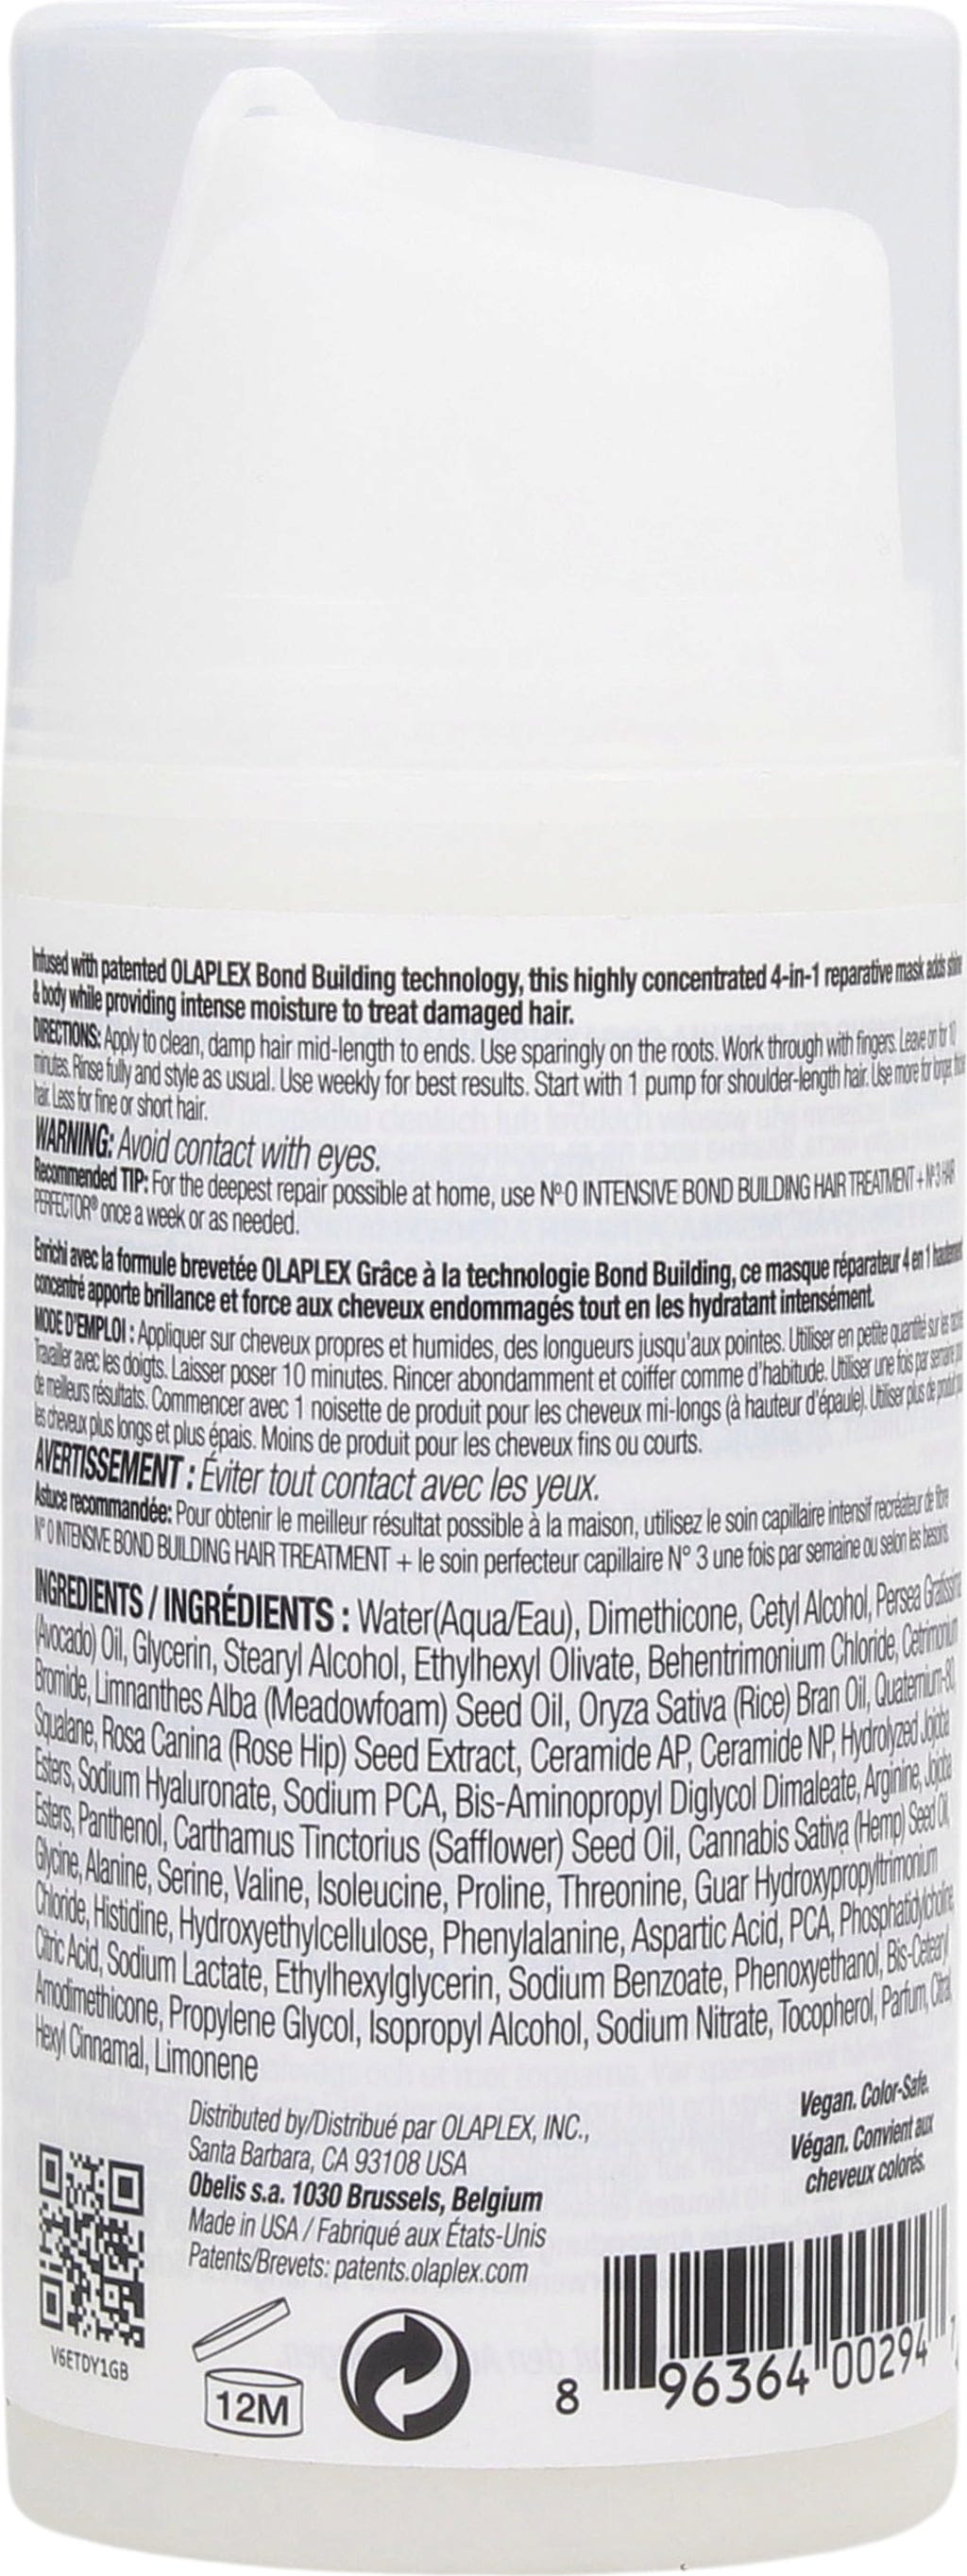 Infused with patented OLAPLEX Bond Building technology, this highly concentrated 4-in-1 reparative mask adds shine
& body while providing intense moisture to treat damaged hair.
DIRECTIONS: Apply to clean, damp hair mid-length to ends. Use sparingly on the roots. Work through with fingers. Leave on for 10
minutes. Rinse fully and style as usual. Use weekly for best results. Start with 1 pump for shoulder-length hair. Use more for longer, thicker
hair. Less for fine or short hair.
WARNING: Avoid contact with eyes.
Recommended TIP: For the deepest repair possible at home, use Nº0 INTENSIVE BOND BUILDING HAIR TREATMENT + Nº3 HAIR
PERFECTOR® once a week or as needed.
Enrichi avec la formule brevetée OLAPLEX Grâce à la technologie Bond Building, ce masque réparateur 4 en 1 hautement
concentré apporte brillance et force aux cheveux endommagés tout en les hydratant intensément.
MODE D'EMPLOI : Appliquer sur cheveux propres et humides, des longueurs jusqu'aux pointes. Utiliser en petite quantité sur les racines.
Travailler avec les doigts. Laisser poser 10 minutes. Rincer abondamment et coiffer comme d'habitude. Utiliser une fois par semaine pour
de meilleurs résultats. Commencer avec 1 noisette de produit pour les cheveux mi-longs (à hauteur d'épaule). Utiliser plus de produit pour
les cheveux plus longs et plus épais. Moins de produit pour les cheveux fins ou courts.
AVERTISSEMENT : Éviter tout contact avec les yeux.
Astuce recommandée: Pour obtenir le meilleur résultat possible à la maison, utilisez le soin capillaire intensif recréateur de fibre
N° 0 INTENSIVE BOND BUILDING HAIR TREATMENT + le soin perfecteur capillaire N° 3 une fois par semaine ou selon les besoins.
INGREDIENTS / INGRÉDIENTS : Water(Aqua/Eau), Dimethicone, Cetyl Alcohol, Persea Gratissima
(Avocado) Oil, Glycerin, Stearyl Alcohol, Ethylhexyl Olivate, Behentrimonium Chloride, Cetrimonium
Bromide, Limnanthes Alba (Meadowfoam) Seed Oil, Oryza Sativa (Rice) Bran Oil, Quaternium-80,
Squalane, Rosa Canina (Rose Hip) Seed Extract, Ceramide AP, Ceramide NP, Hydrolyzed Jojoba
Esters, Sodium Hyaluronate, Sodium PCA, Bis-Aminopropyl Diglycol Dimaleate, Arginine, Jojoba
Esters, Panthenol, Carthamus Tinctorius (Safflower) Seed Oil, Cannabis Sativa (Hemp) Seed Oil,
Glycine, Alanine, Serine, Valine, Isoleucine, Proline, Threonine, Guar Hydroxypropyltrimonium
Chloride, Histidine, Hydroxyethylcellulose, Phenylalanine, Aspartic Acid, PCA, Phosphatidylcholine,
Citric Acid, Sodium Lactate, Ethylhexylglycerin, Sodium Benzoate, Phenoxyethanol, Bis-Cetearyl
Amodimethicone, Propylene Glycol, Isopropyl Alcohol, Sodium Nitrate, Tocopherol, Parfum, Citral,
Hexyl Cinnamal, Limonene
Distributed by/Distribué par OLAPLEX, INC.,
Santa Barbara, CA 93108 USA
Obelis s.a. 1030 Brussels, Belgium
Made in USA / Fabriqué aux États-Unis
Patents/Brevets: patents.olaplex.com
Vegan. Color-Safe.
Végan. Convient aux
cheveux colorés.
V6ETDY1GB
12M
8 96364 00294